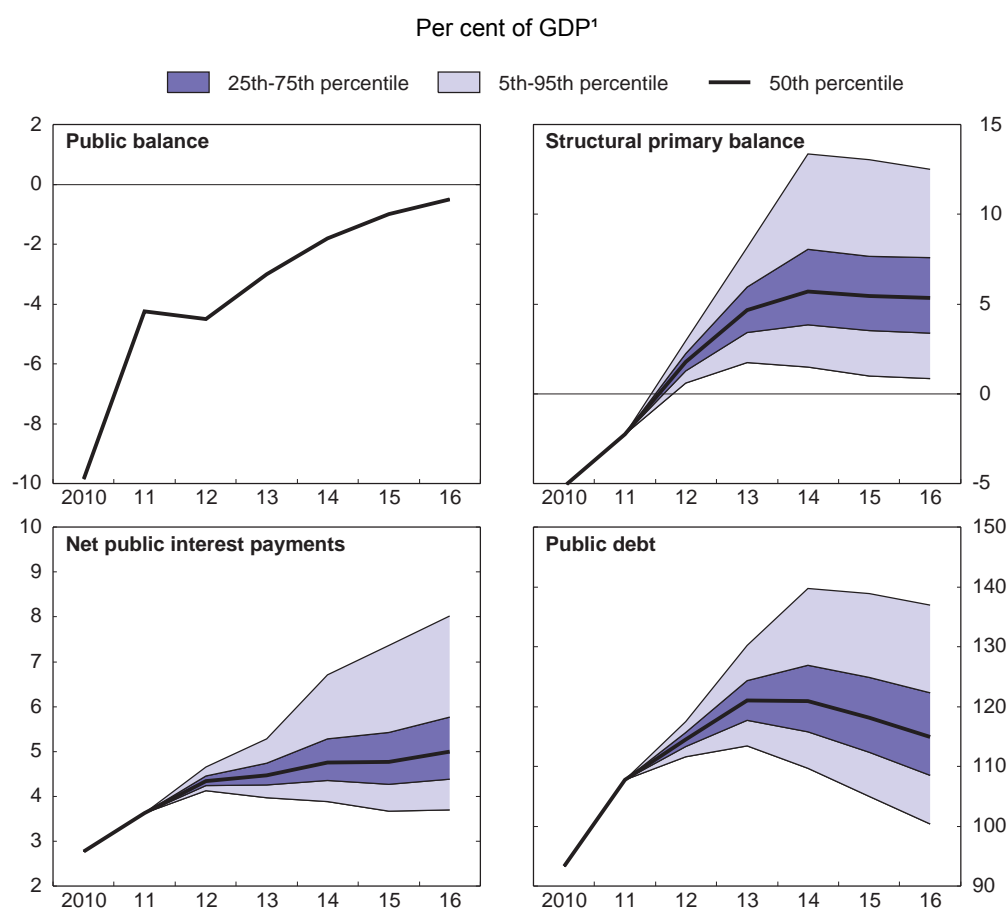 Per cent of GDP¹
25th-75th percentile 5th-95th percentile 50th percentile
Public balance
2
0
-2
-4
-6
-8
-10
2010 11 12 13 14 15 16
Structural primary balance
15
10
5
0
-5
2010 11 12 13 14 15 16
Net public interest payments
10
9
8
7
6
5
4
3
2
2010 11 12 13 14 15 16
Public debt
150
140
130
120
110
100
90
2010 11 12 13 14 15 16